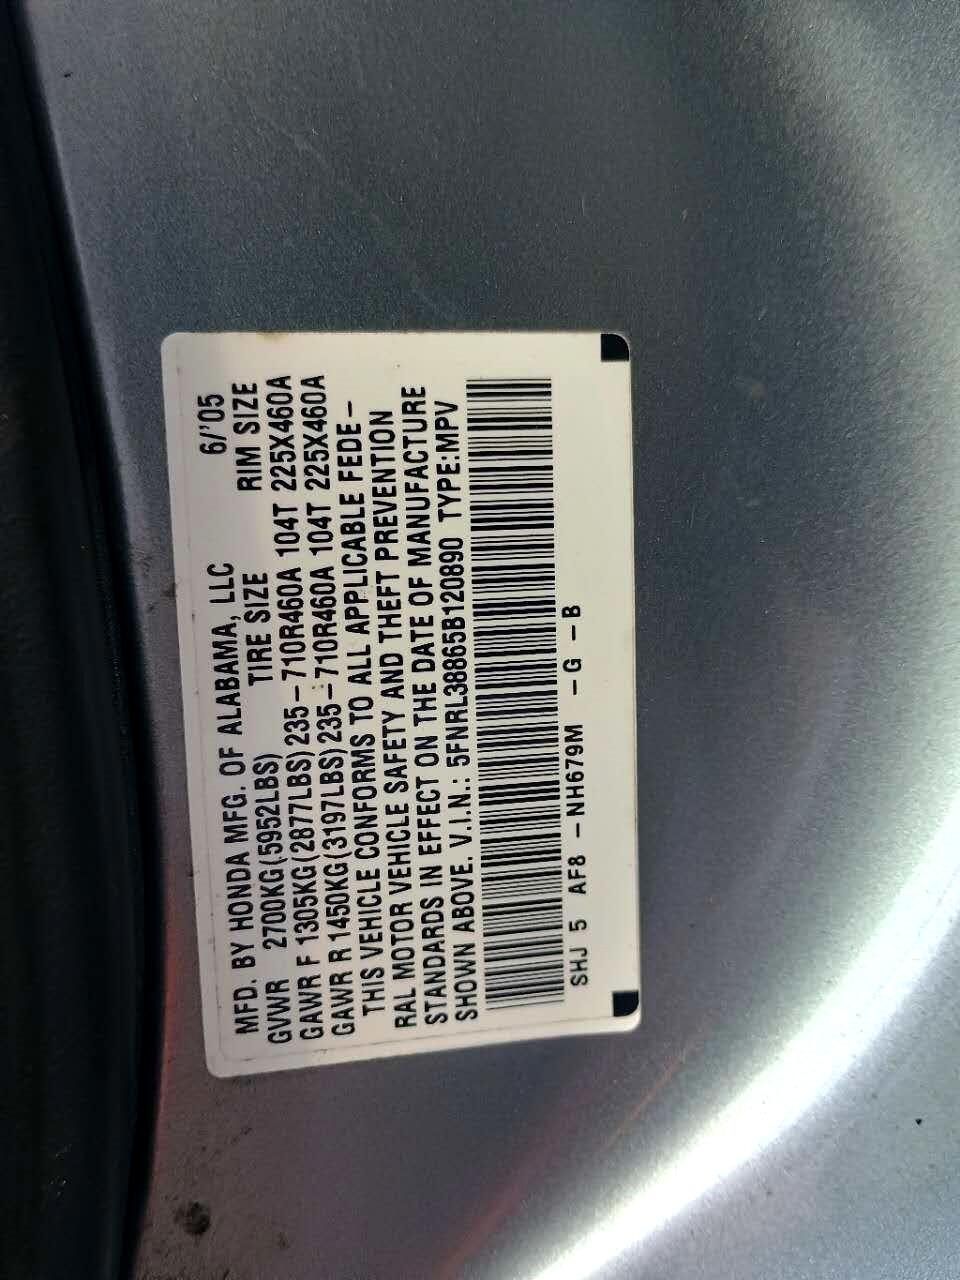 MFD. BY HONDA MFG. OF ALABAMA, LLC 6/'05
GVWR 2700KG(5952LBS) TIRE SIZE RIM SIZE
GAWR F 1305KG(2877LBS) 235-710R460A 104T 225X460A
GAWR R 1450KG(3197LBS) 235-710R460A 104T 225X460A
THIS VEHICLE CONFORMS TO ALL APPLICABLE FEDE-
RAL MOTOR VEHICLE SAFETY AND THEFT PREVENTION
STANDARDS IN EFFECT ON THE DATE OF MANUFACTURE
SHOWN ABOVE. V.I.N.: 5FNRL38865B120890 TYPE:MPV
SHJ 5 AF8 - NH679M - G - B